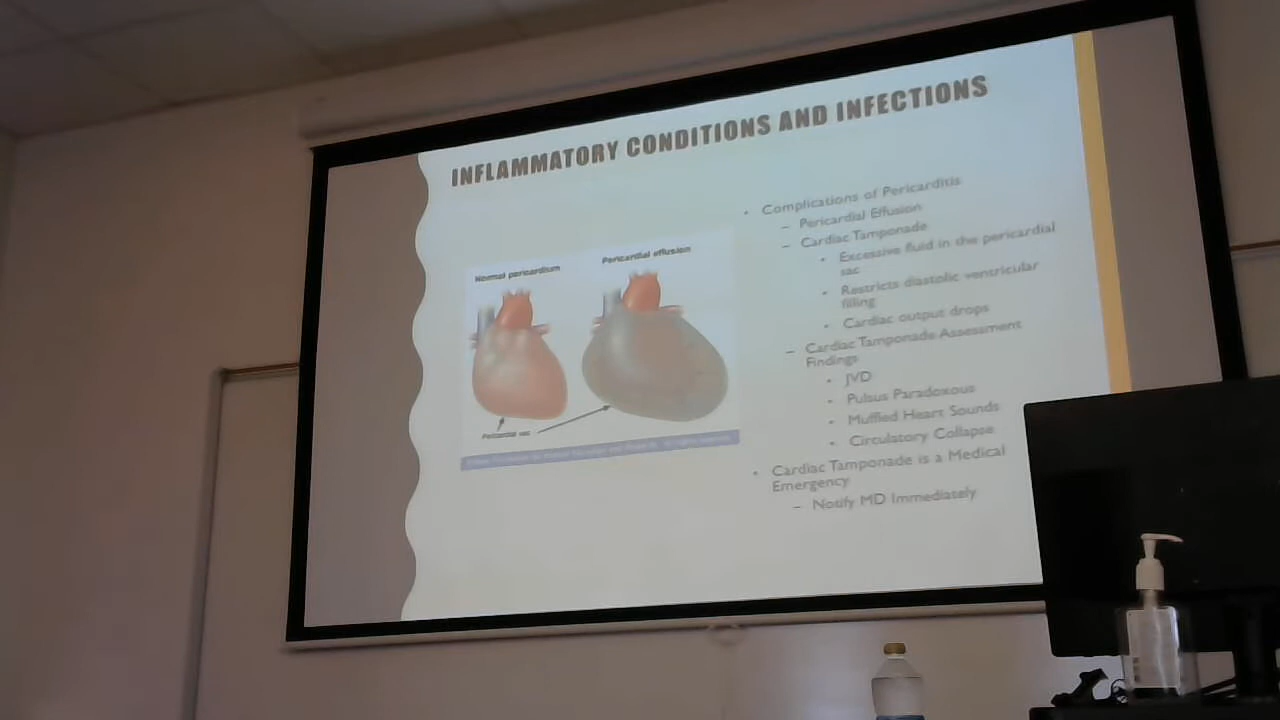 INFLAMMATORY CONDITIONS AND INFECTIONS
Normal pericardium
Pericardial effusion
Pericardial sac
• Complications of Pericarditis
– Pericardial Effusion
– Cardiac Tamponade
• Excessive fluid in the pericardial
sac
• Restricts diastolic ventricular
filling
• Cardiac output drops
– Cardiac Tamponade Assessment
Findings
• JVD
• Pulsus Paradoxous
• Muffled Heart Sounds
• Circulatory Collapse
• Cardiac Tamponade is a Medical
Emergency
– Notify MD Immediately